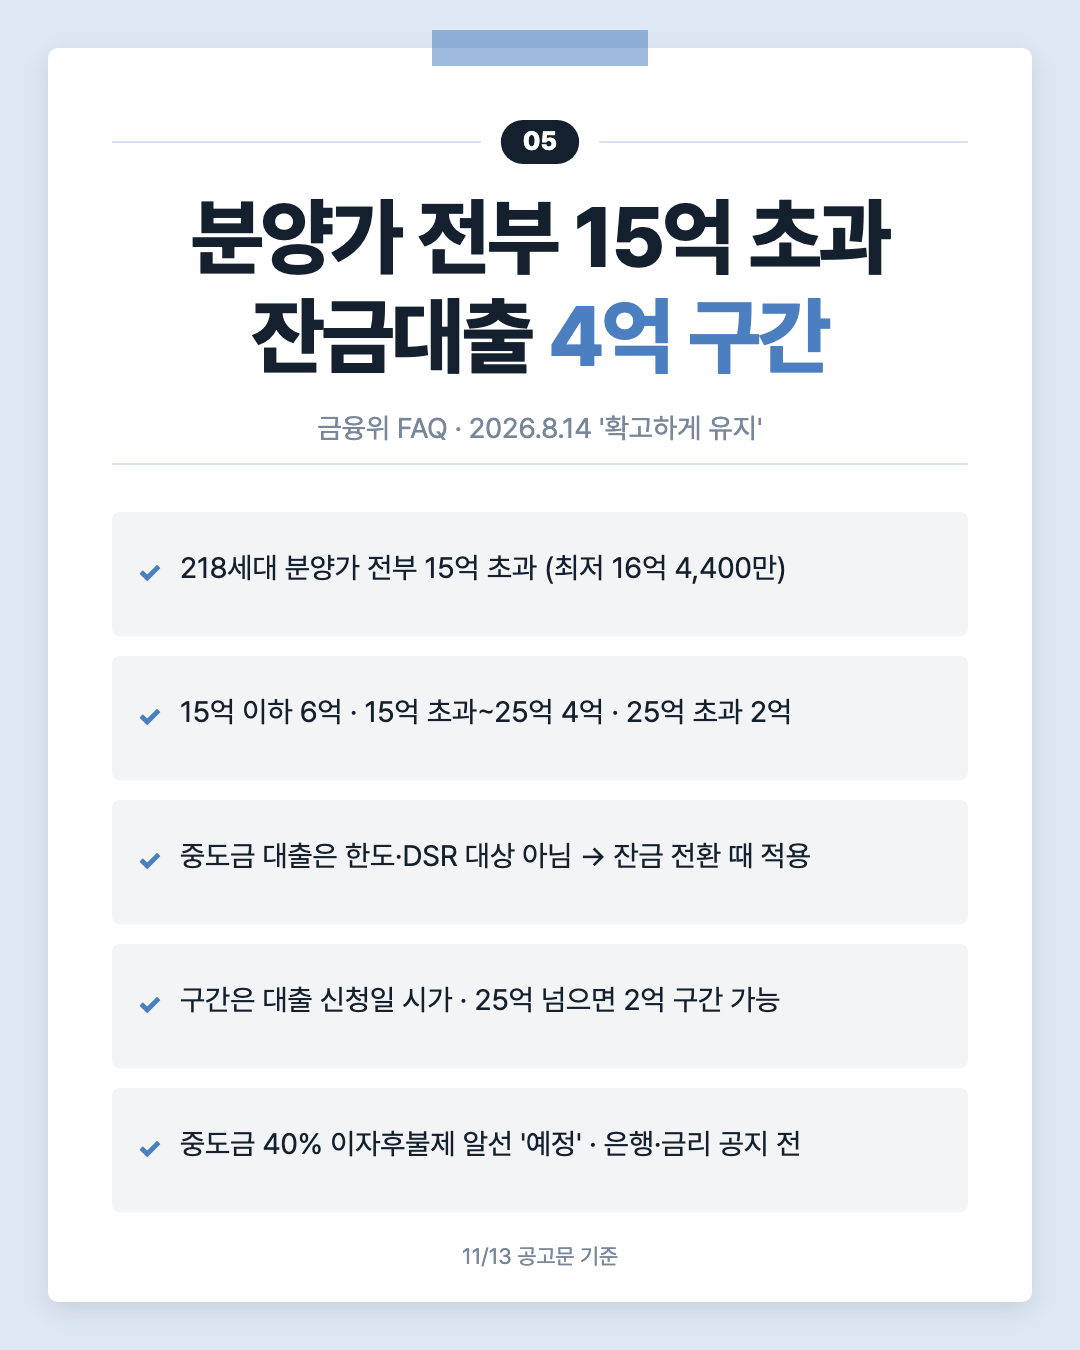 05
분양가 전부 15억 초과
잔금대출 4억 구간
금융위 FAQ · 2026.8.14 '확고하게 유지'
218세대 분양가 전부 15억 초과 (최저 16억 4,400만)
15억 이하 6억 · 15억 초과~25억 4억 · 25억 초과 2억
중도금 대출은 한도·DSR 대상 아님 → 잔금 전환 때 적용
구간은 대출 신청일 시가 · 25억 넘으면 2억 구간 가능
중도금 40% 이자후불제 알선 '예정' · 은행·금리 공지 전
11/13 공고문 기준